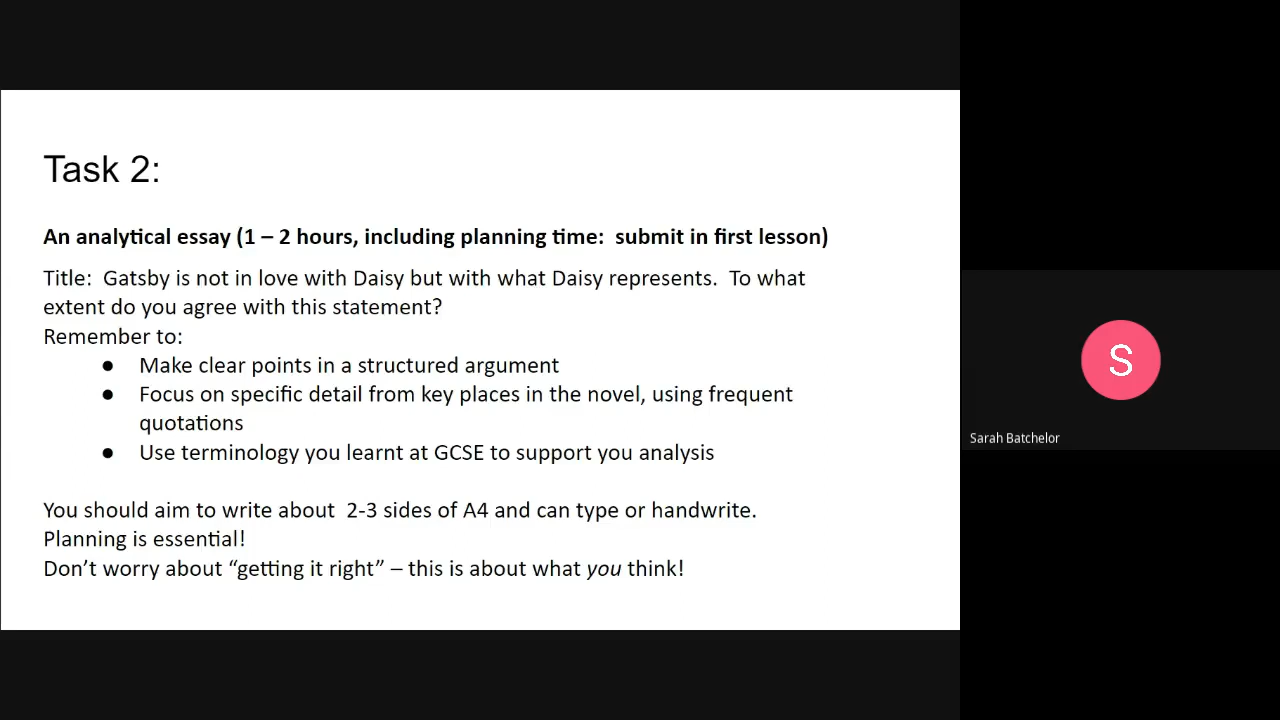 Task 2:
An analytical essay (1 – 2 hours, including planning time:  submit in first lesson)
Title:  Gatsby is not in love with Daisy but with what Daisy represents.  To what
extent do you agree with this statement?
Remember to:
● Make clear points in a structured argument
● Focus on specific detail from key places in the novel, using frequent
quotations
● Use terminology you learnt at GCSE to support you analysis
You should aim to write about  2-3 sides of A4 and can type or handwrite.
Planning is essential!
Don’t worry about “getting it right” – this is about what you think!
S
Sarah Batchelor